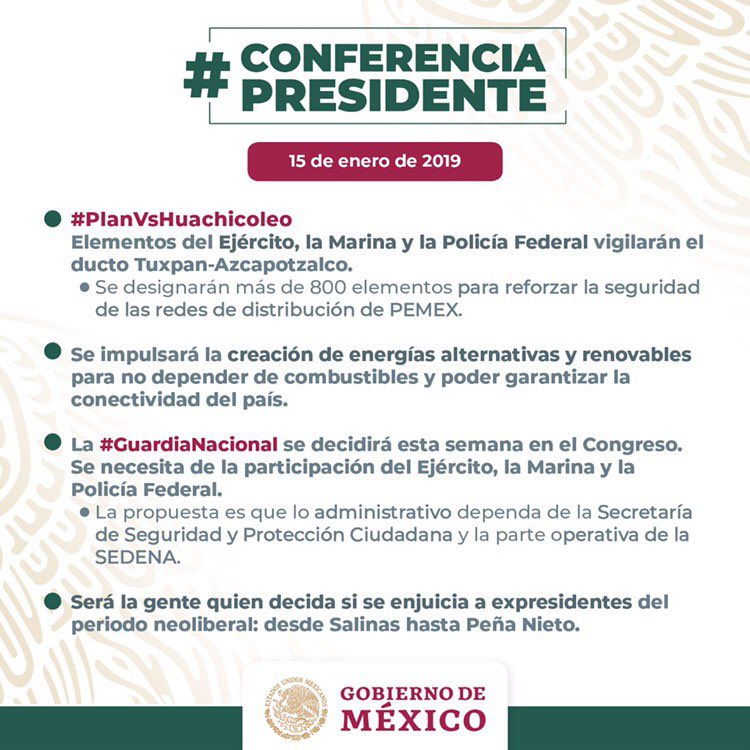 # CONFERENCIA
PRESIDENTE
15 de enero de 2019
● #PlanVsHuachicoleo
Elementos del Ejército, la Marina y la Policía Federal vigilarán el
ducto Tuxpan-Azcapotzalco.
● Se designarán más de 800 elementos para reforzar la seguridad
de las redes de distribución de PEMEX.
● Se impulsará la creación de energías alternativas y renovables
para no depender de combustibles y poder garantizar la
conectividad del país.
● La #GuardiaNacional se decidirá esta semana en el Congreso.
Se necesita de la participación del Ejército, la Marina y la
Policía Federal.
● La propuesta es que lo administrativo dependa de la Secretaría
de Seguridad y Protección Ciudadana y la parte operativa de la
SEDENA.
● Será la gente quien decida si se enjuicia a expresidentes del
periodo neoliberal: desde Salinas hasta Peña Nieto.
ESTADOS UNIDOS MEXICANOS
GOBIERNO DE
MÉXICO